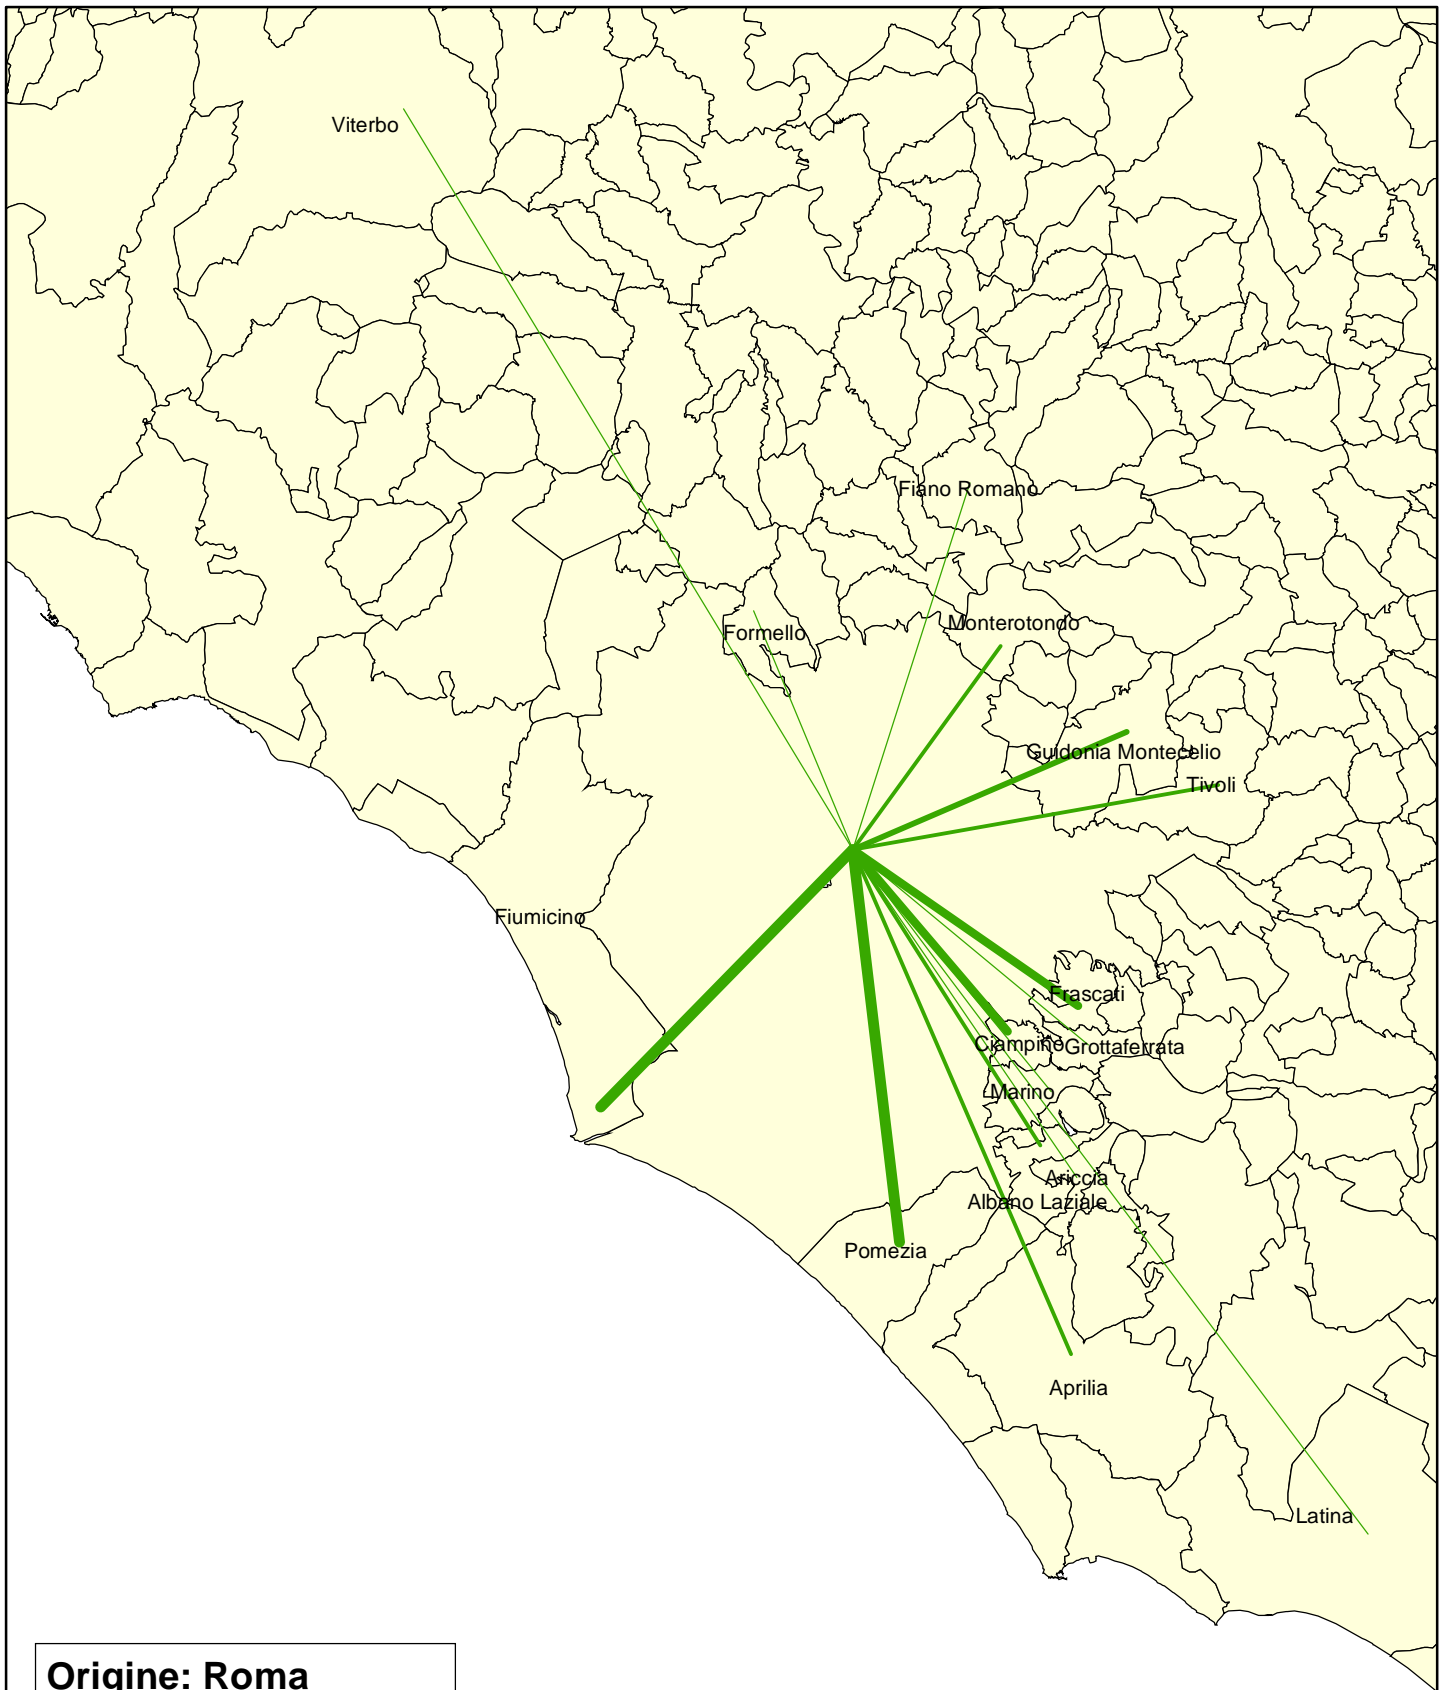 Viterbo
Fiano Romano
Monterotondo
Formello
Guidonia Montecelio
Tivoli
Fiumicino
Frascati
Ciampino
Grottaferrata
Marino
Ariccia
Albano Laziale
Pomezia
Aprilia
Latina
Origine: Roma